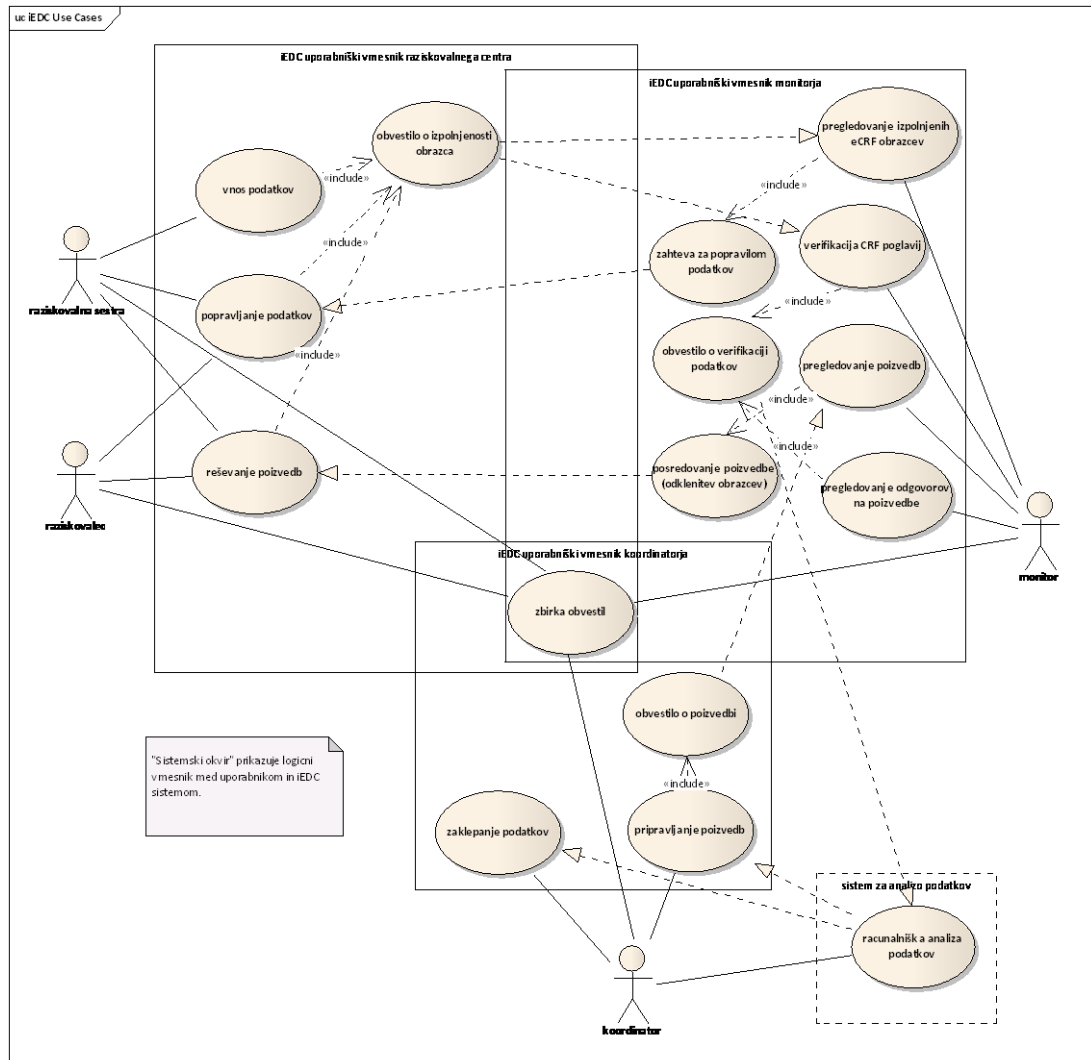 uc iEDC Use Cases
iEDC uporabniški vmesnik raziskovalnega centra
iEDC uporabniški vmesnik monitorja
obvestilo o izpolnjenosti
obrazca
pregledovanje izpolnjenih
eCRF obrazcev
vnos podatkov
«include»
«include»
«include»
verifikacija CRF poglavij
zahteva za popravilom
podatkov
raziskovalna sestra
popravljanje podatkov
«include»
«include»
obvestilo o verifikaciji
podatkov
pregledovanje poizvedb
«include»
«include»
reševanje poizvedb
posredovanje poizvedbe
(odklenitev obrazcev)
pregledovanje odgovorov
na poizvedbe
raziskovalec
monitor
iEDC uporabniški vmesnik koordinatorja
zbirka obvestil
obvestilo o poizvedbi
"Sistemski okvir" prikazuje logicni
vmesnik med uporabnikom in iEDC
sistemom.
«include»
zaklepanje podatkov
pripravljanje poizvedb
sistem za analizo podatkov
racunalniška analiza
podatkov
koordinator